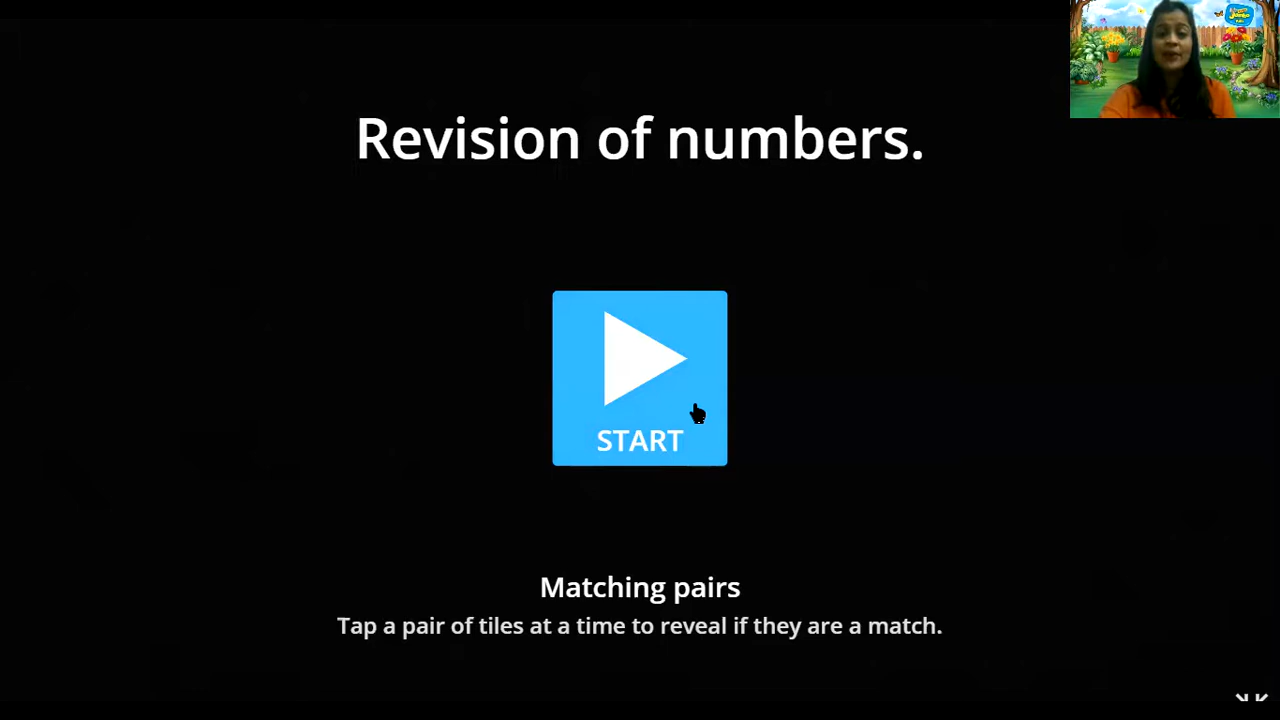 Revision of numbers.
START
Matching pairs
Tap a pair of tiles at a time to reveal if they are a match.